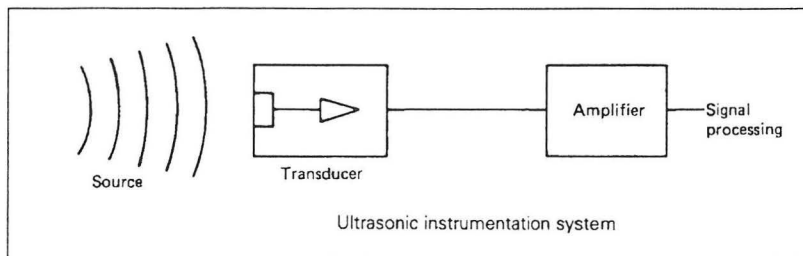 Source
Transducer
Amplifier
Signal
processing
Ultrasonic instrumentation system